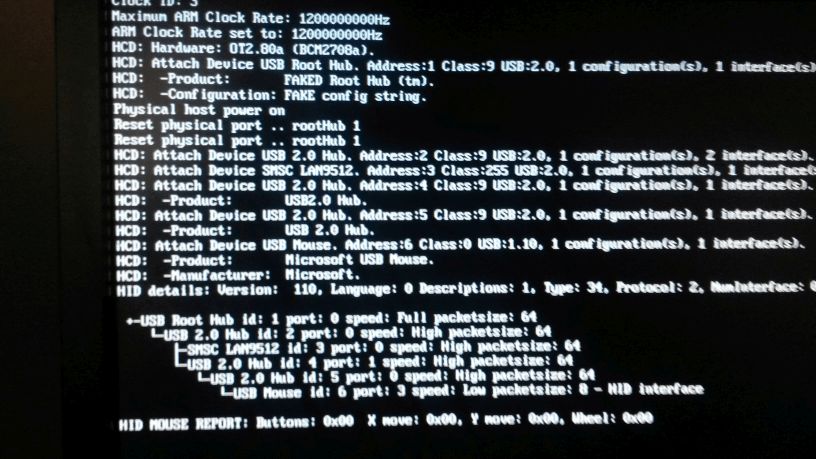 Clock ID: 3
Maximum ARM Clock Rate: 1200000000Hz
ARM Clock Rate set to: 1200000000Hz
HCD: Hardware: OT2.80a (BCM2708a).
HCD: Attach Device USB Root Hub. Address:1 Class:9 USB:2.0, 1 configuration(s), 1 interface(s)
HCD:  -Product:       FAKED Root Hub (tm).
HCD:  -Configuration: FAKE config string.
Physical host power on
Reset physical port .. rootHub 1
Reset physical port .. rootHub 1
HCD: Attach Device USB 2.0 Hub. Address:2 Class:9 USB:2.0, 1 configuration(s), 2 interface(s).
HCD: Attach Device SMSC LAN9512. Address:3 Class:255 USB:2.0, 1 configuration(s), 1 interface(s
HCD: Attach Device USB 2.0 Hub. Address:4 Class:9 USB:2.0, 1 configuration(s), 1 interface(s).
HCD:  -Product:       USB2.0 Hub.
HCD: Attach Device USB 2.0 Hub. Address:5 Class:9 USB:2.0, 1 configuration(s), 1 interface(s).
HCD:  -Product:       USB 2.0 Hub.
HCD: Attach Device USB Mouse. Address:6 Class:0 USB:1.10, 1 configuration(s), 1 interface(s).
HCD:  -Product:       Microsoft USB Mouse.
HCD:  -Manufacturer:  Microsoft.
HID details: Version:  110, Language: 0 Descriptions: 1, Type: 34, Protocol: 2, NumInterface: 0
+-USB Root Hub id: 1 port: 0 speed: Full packetsize: 64
└─USB 2.0 Hub id: 2 port: 0 speed: High packetsize: 64
├─SMSC LAN9512 id: 3 port: 0 speed: High packetsize: 64
└─USB 2.0 Hub id: 4 port: 1 speed: High packetsize: 64
└─USB 2.0 Hub id: 5 port: 0 speed: High packetsize: 64
└─USB Mouse id: 6 port: 3 speed: Low packetsize: 8 - HID interface
HID MOUSE REPORT: Buttons: 0x00  X move: 0x00, Y move: 0x00, Wheel: 0x00